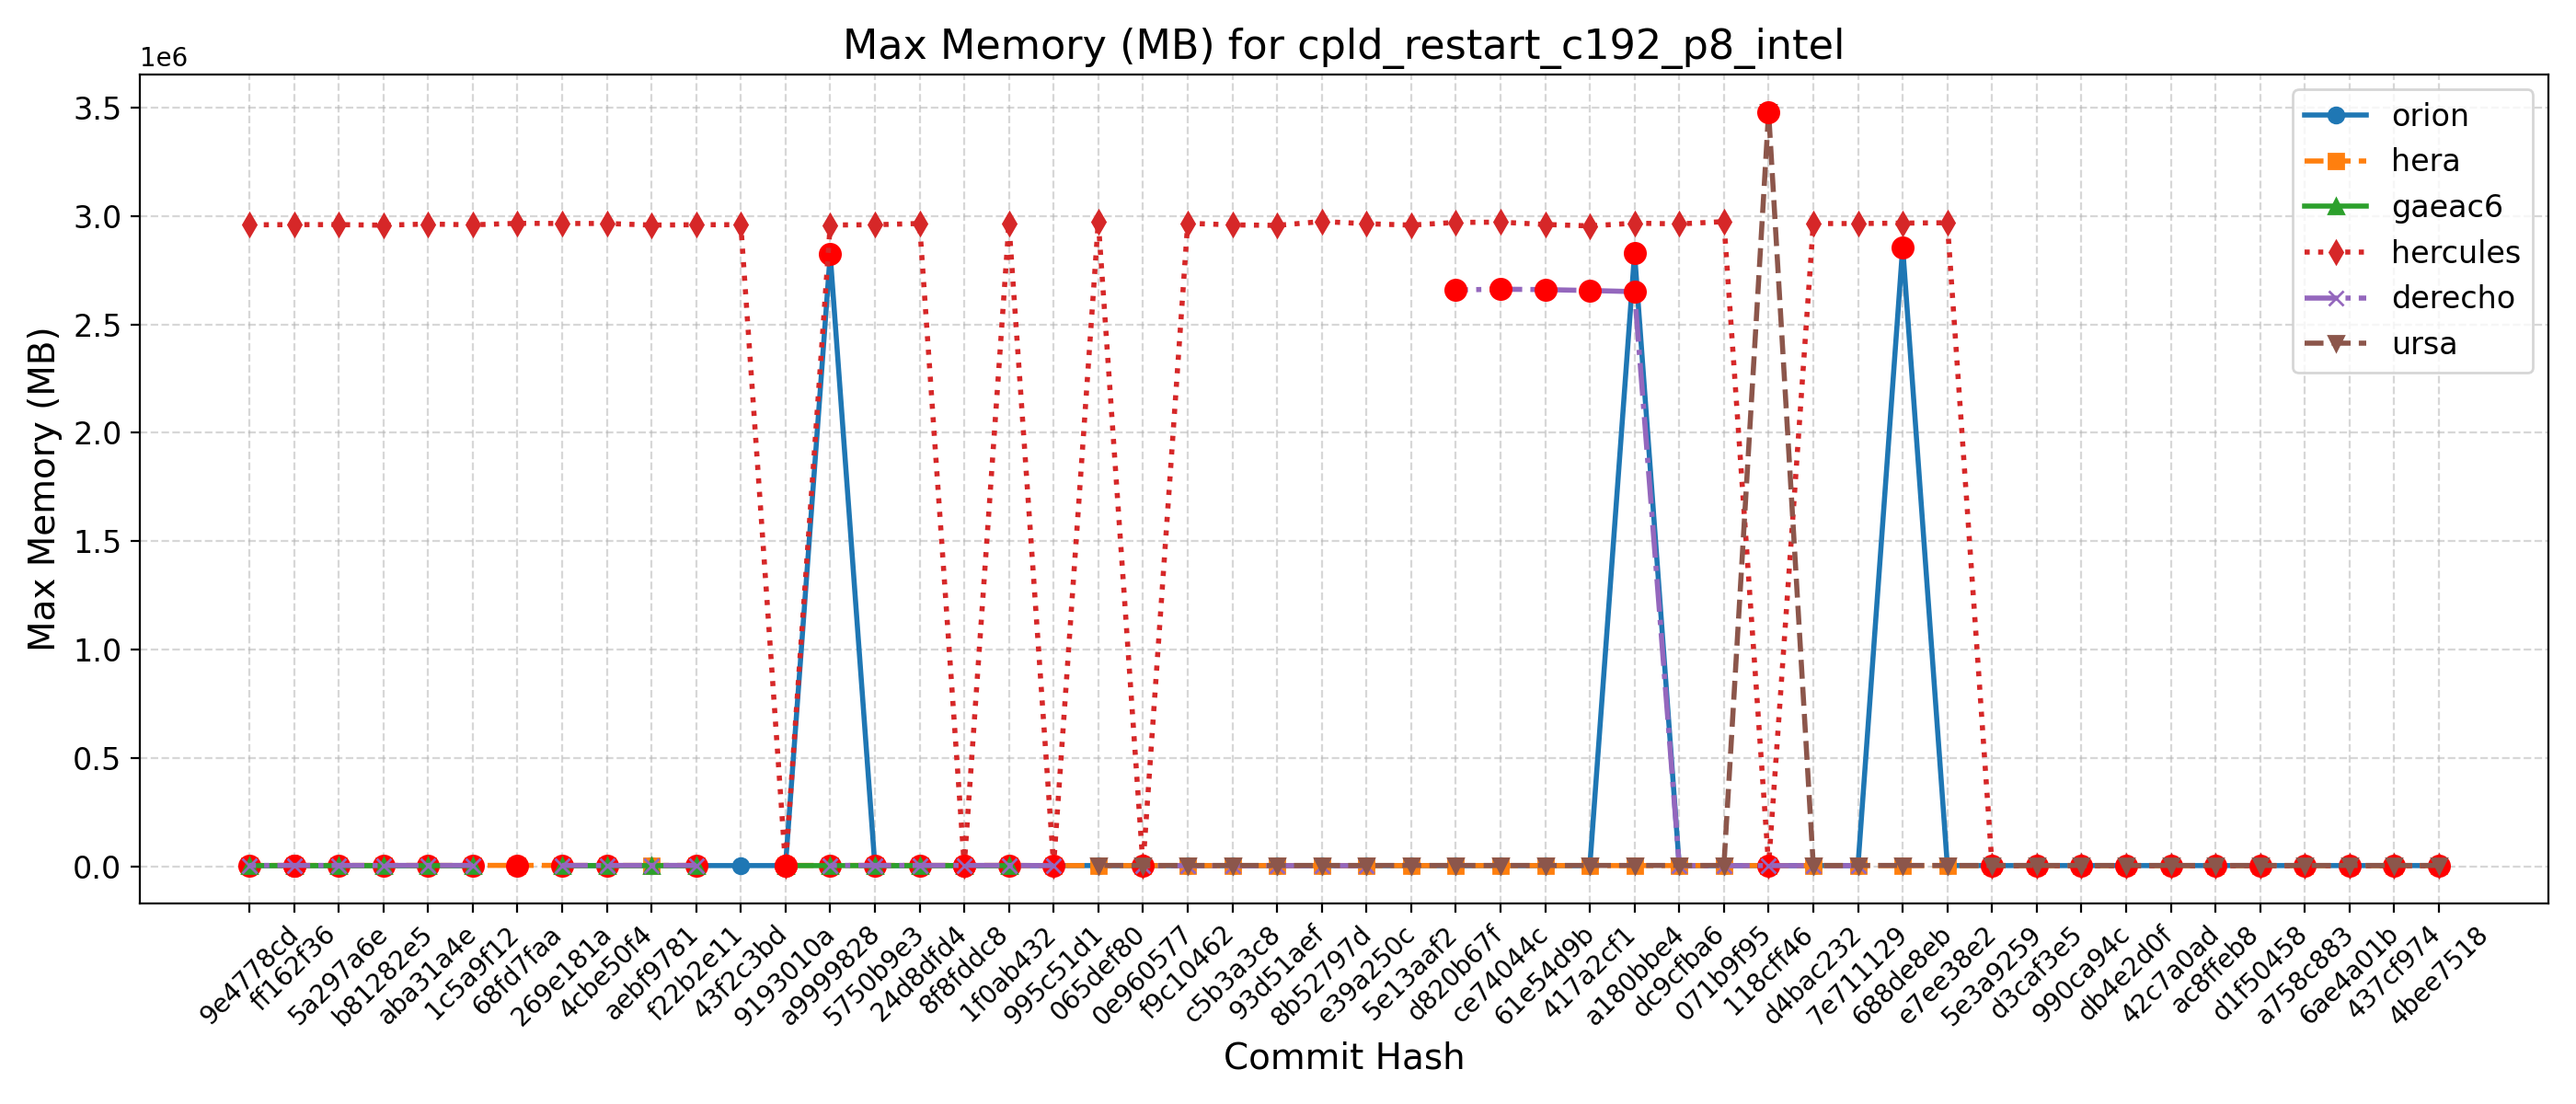 Max Memory (MB) for cpld_restart_c192_p8_intel
1e6
3.5
3.0
2.5
2.0
1.5
1.0
0.5
0.0
Max Memory (MB)
orion
hera
gaeac6
hercules
derecho
ursa
9e4778cd
ff162f36
5a297a6e
b81282e5
aba31a4e
1c5a9f12
68fd7faa
269e181a
4cbe50f4
aebf9781
f22b2e11
43f2c3bd
9193010a
a9999828
5750b9e3
24d8dfd4
8f8fddc8
1f0ab432
995c51d1
065def80
0e960577
f9c10462
c5b3a3c8
93d51aef
8b52797d
e39a250c
5e13aaf2
d820b67f
ce74044c
61e54d9b
417a2cf1
a180bbe4
dc9cfba6
071b9f95
118cff46
d4bac232
7e711129
688de8eb
e7ee38e2
5e3a9259
d3caf3e5
990ca94c
db4e2d0f
42c7a0ad
ac8ffeb8
d1f50458
a758c883
6ae4a01b
437cf974
4bee7518
Commit Hash